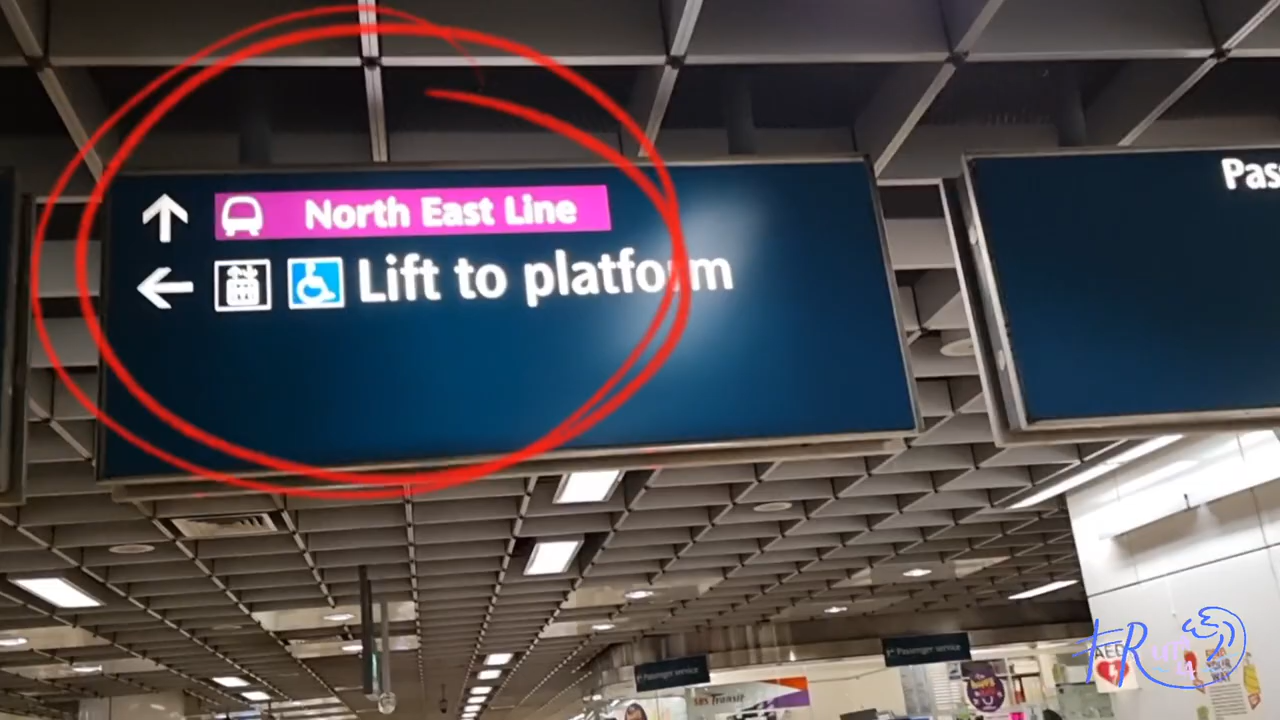 North East Line
Lift to platform
Pas
Passenger service
Passenger service
SBS Transit
AED